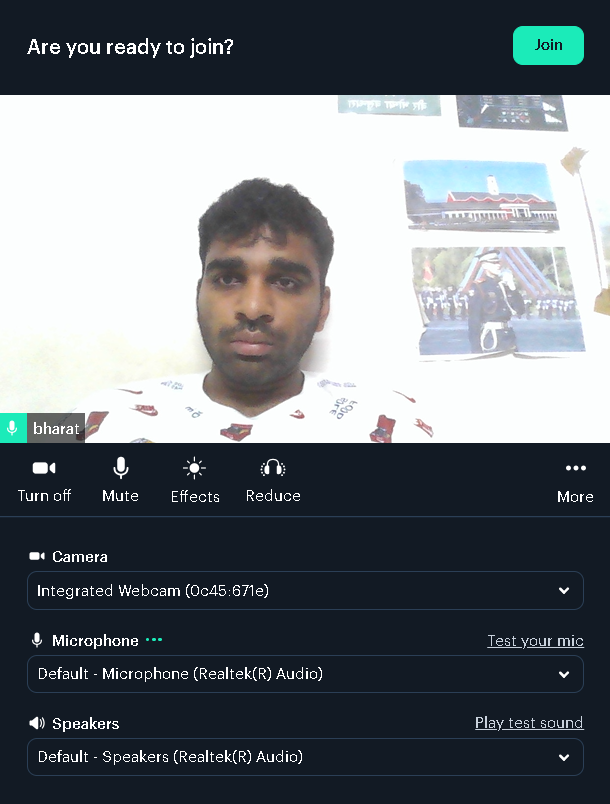 Are you ready to join?
Join
bharat
Turn off
Mute
Effects
Reduce
More
Camera
Integrated Webcam (0c45:671e)
Microphone
Test your mic
Default - Microphone (Realtek(R) Audio)
Speakers
Play test sound
Default - Speakers (Realtek(R) Audio)